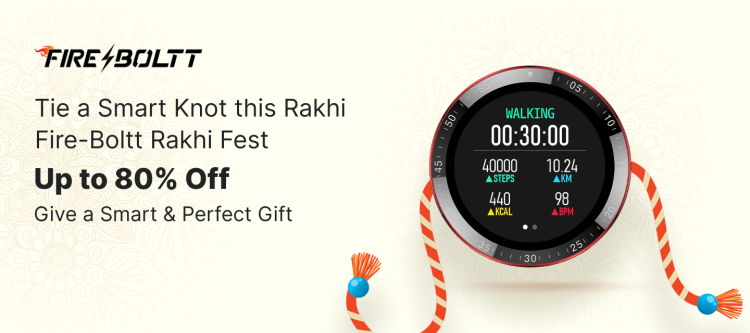 FIRE-BOLTT
Tie a Smart Knot this Rakhi
Fire-Boltt Rakhi Fest
Up to 80% Off
Give a Smart & Perfect Gift
55
05
50
10
WALKING
00:30:00
45
40000
10.24
▲STEPS
▲KM
440
98
▲KCAL
▲BPM
20
35
25
30